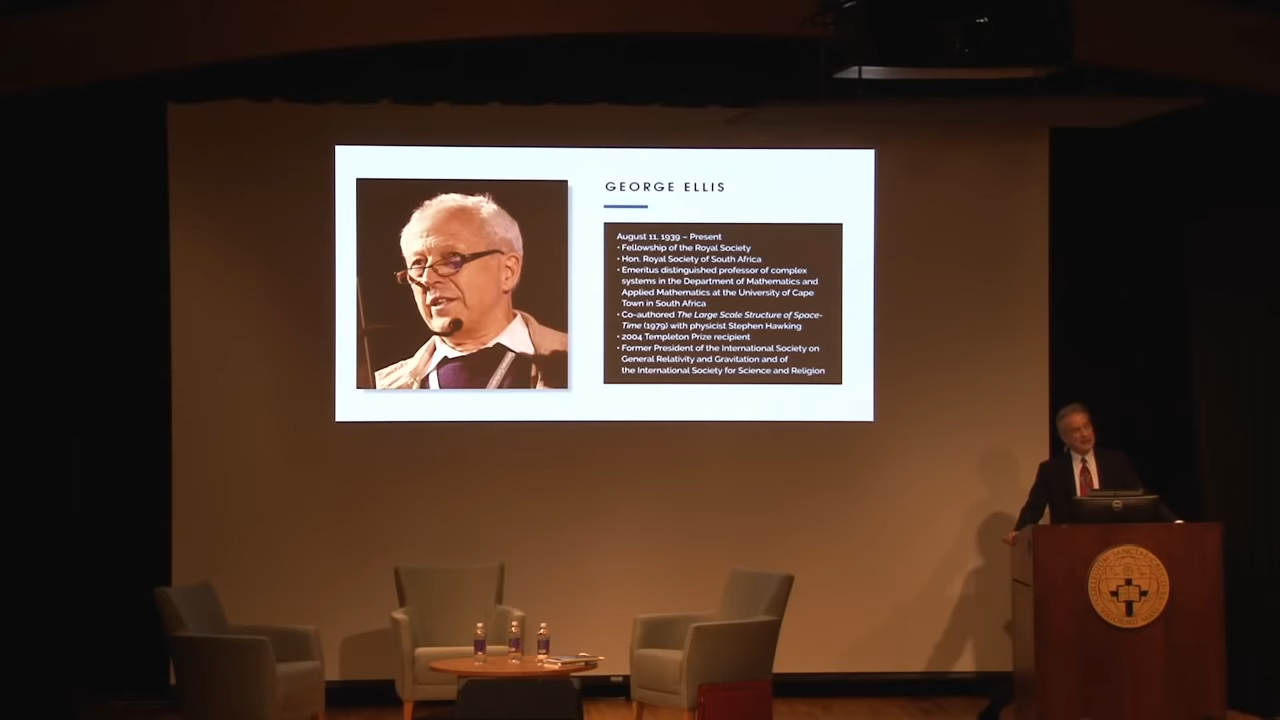 GEORGE ELLIS
August 11, 1939 – Present
• Fellowship of the Royal Society
• Hon. Royal Society of South Africa
• Emeritus distinguished professor of complex
systems in the Department of Mathematics and
Applied Mathematics at the University of Cape
Town in South Africa
• Co-authored The Large Scale Structure of Space-
Time (1979) with physicist Stephen Hawking
• 2004 Templeton Prize recipient
• Former President of the International Society on
General Relativity and Gravitation and of
the International Society for Science and Religion